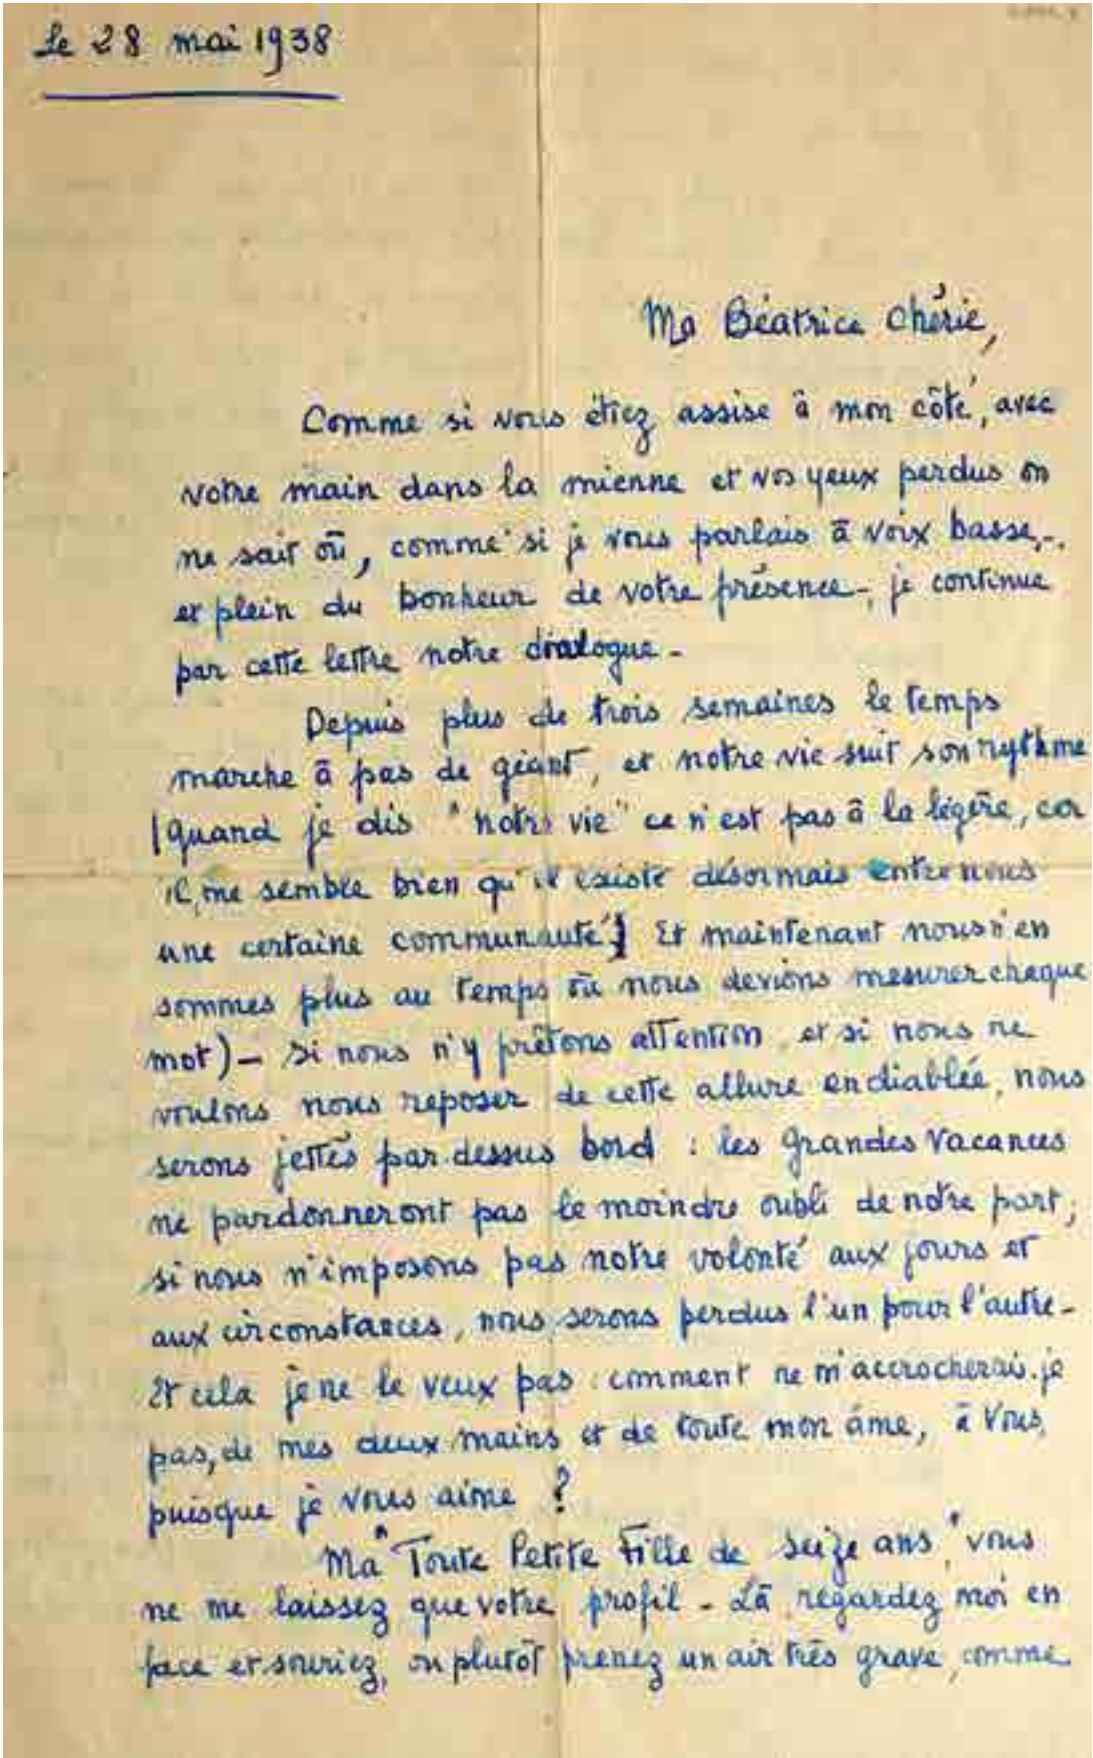 Le 28 mai 1938
Ma Béatrice Chérie,
Comme si vous étiez assise à mon côté, avec
votre main dans la mienne et vos yeux perdus on
ne sait où, comme si je vous parlais à voix basse,-.
et plein du bonheur de votre présence-, je continue
par cette lettre notre dialogue-
Depuis plus de trois semaines le temps
marche à pas de géant, et notre vie suit son rythme
(quand je dis "notre vie" ce n'est pas à la légère, car
il me semble bien qu'il existe désormais entre nous
une certaine communauté) Et maintenant nous n'en
sommes plus au temps où nous devions mesurer chaque
mot) - Si nous n'y prêtons attention et si nous ne
voulons nous reposer de cette allure endiablée, nous
serons jettés par-dessus bord : les grandes vacances
ne pardonneront pas le moindre oubli de notre part;
si nous n'imposons pas notre volonté aux jours et
aux circonstances, nous serons perdus l'un pour l'autre-
Et cela je ne le veux pas : comment ne m'accrocherai-je
pas, de mes deux mains et de toute mon âme, à vous,
puisque je vous aime ?
Ma "Toute Petite Fille de seize ans" vous
ne me laissez que votre profil - Là regardez moi en
face et souriez, ou plutôt prenez un air très grave, comme